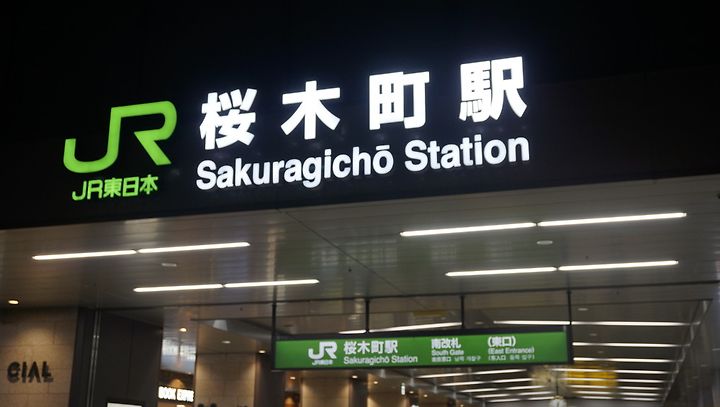 JR 桜木町駅
JR東日本 Sakuragichō Station
JR 桜木町駅 南改札 (東口)
Sakuragichō Station South Gate (East Entrance)
CIAL